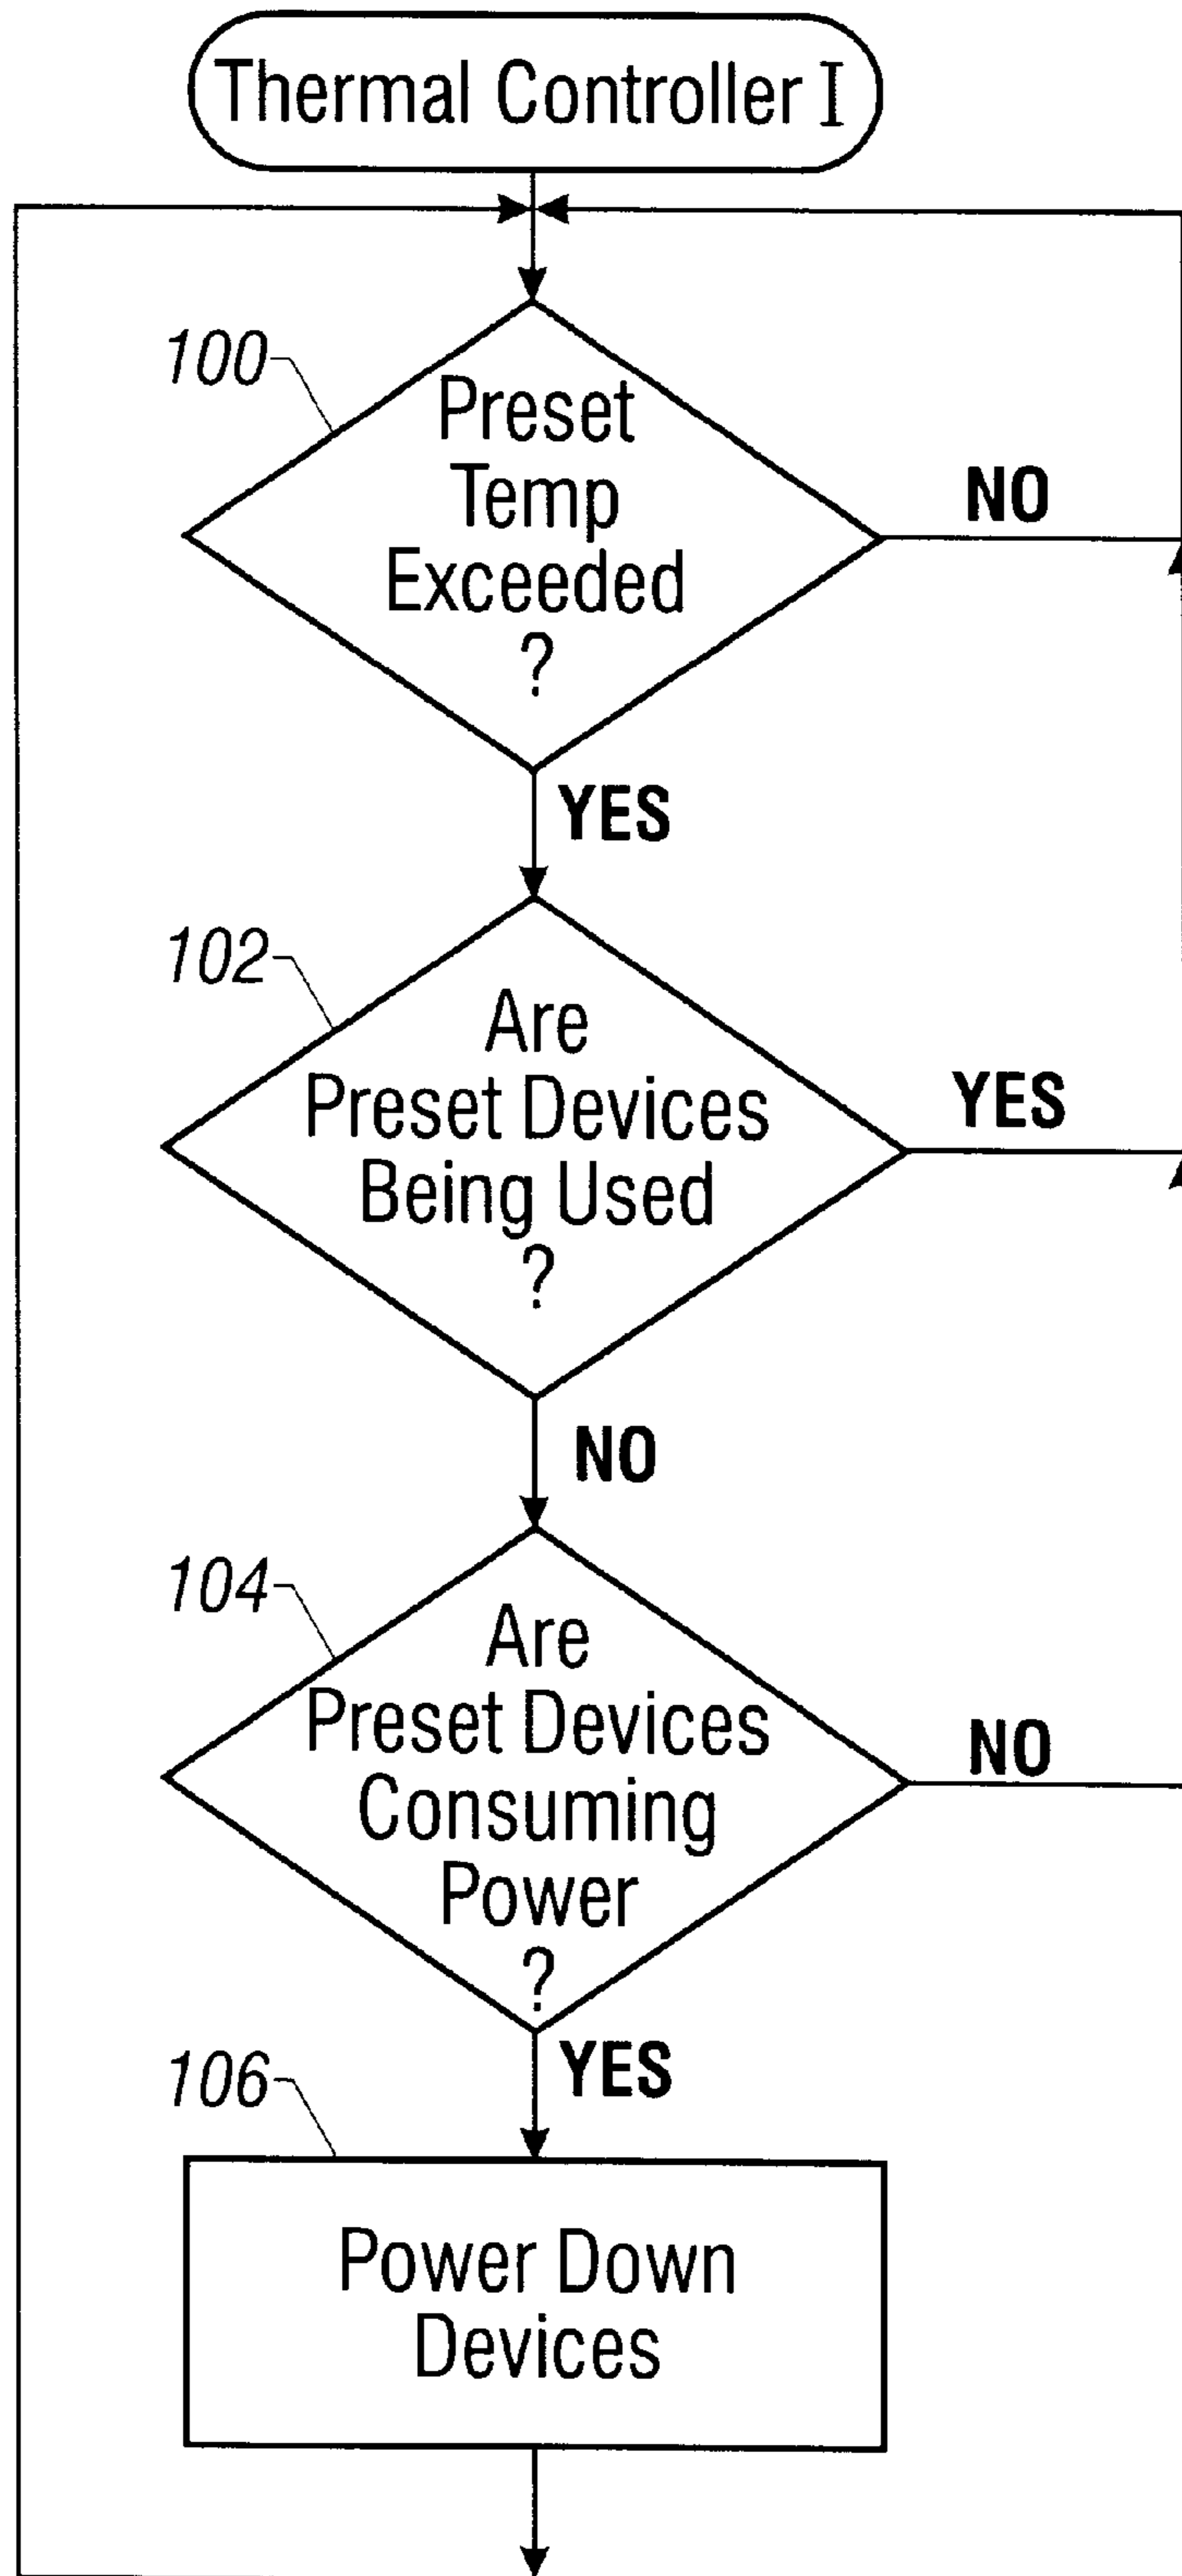 Thermal Controller I
100
Preset
Temp
Exceeded
?
NO
YES
102
Are
Preset Devices
Being Used
?
YES
NO
104
Are
Preset Devices
Consuming
Power
?
NO
YES
106
Power Down
Devices